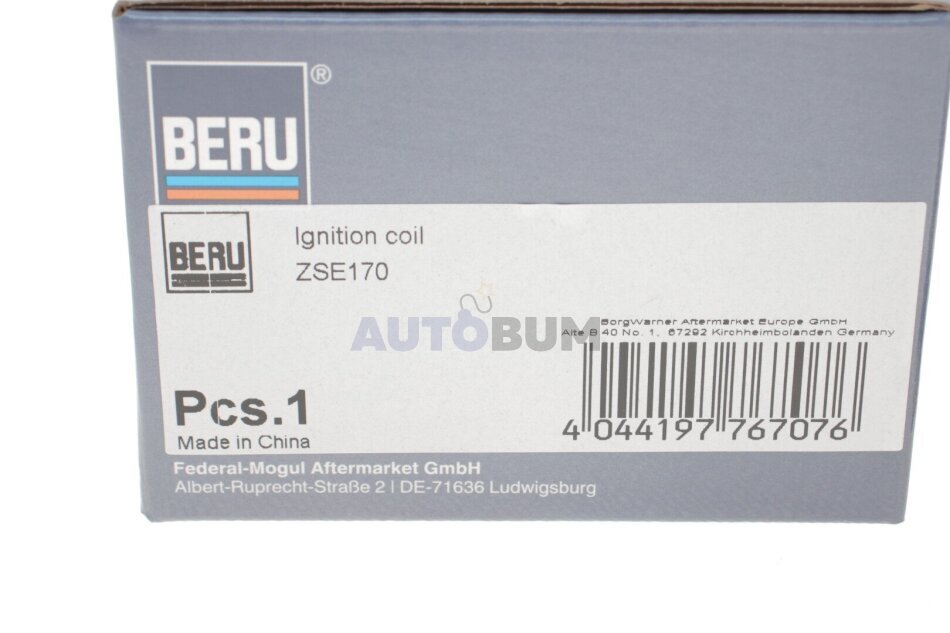 BERU®
BERU
Ignition coil
ZSE170
AUTOBUM
BorgWarner Aftermarket Europe GmbH
Alte B 40 No. 1, 67292 Kirchheimbolanden Germany
Pcs.1
Made in China
4 044197 767076
Federal-Mogul Aftermarket GmbH
Albert-Ruprecht-Straße 2 | DE-71636 Ludwigsburg